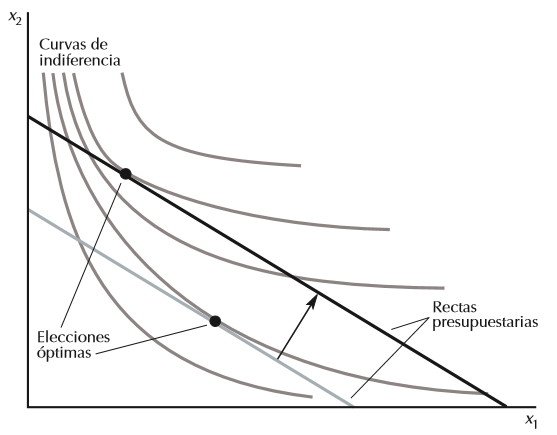 x2
Curvas de
indiferencia
Rectas
presupuestarias
Elecciones
óptimas
x1